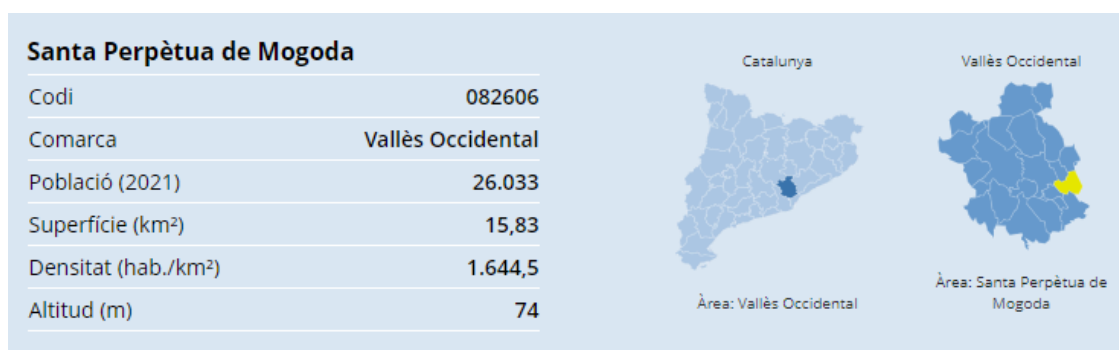 Santa Perpètua de Mogoda
Codi 082606
Comarca Vallès Occidental
Població (2021) 26.033
Superfície (km²) 15,83
Densitat (hab./km²) 1.644,5
Altitud (m) 74
Catalunya
Àrea: Vallès Occidental
Vallès Occidental
Àrea: Santa Perpètua de
Mogoda